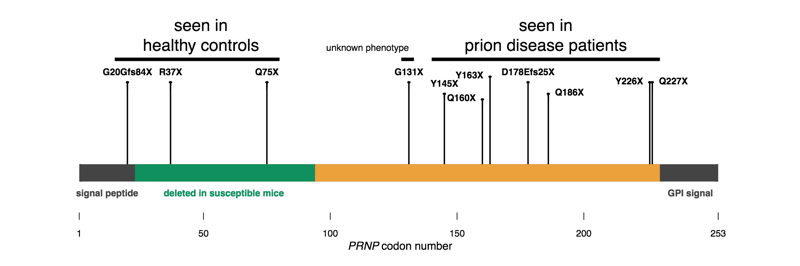 seen in
healthy controls
seen in
prion disease patients
unknown phenotype
G20Gfs84X R37X Q75X G131X Y163X D178Efs25X
Y145X Y226X Q227X
Q160X Q186X
signal peptide deleted in susceptible mice GPI signal
1 50 100 150 200 253
PRNP codon number